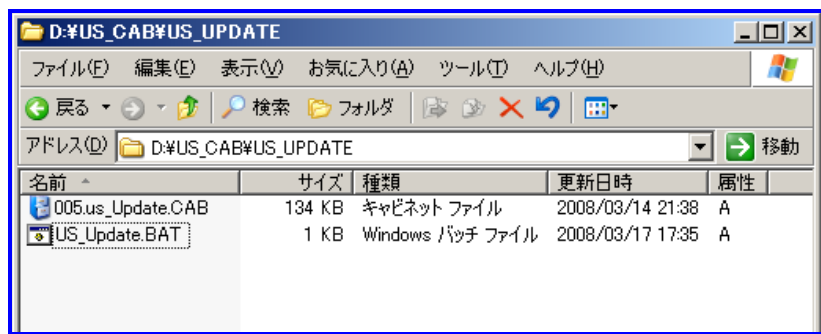 D:¥US_CAB¥US_UPDATE
ファイル(F) 編集(E) 表示(V) お気に入り(A) ツール(T) ヘルプ(H)
戻る 検索 フォルダ
アドレス(D) D:¥US_CAB¥US_UPDATE 移動
名前 サイズ 種類 更新日時 属性
005.us_Update.CAB 134 KB キャビネット ファイル 2008/03/14 21:38 A
US_Update.BAT 1 KB Windows バッチ ファイル 2008/03/17 17:35 A